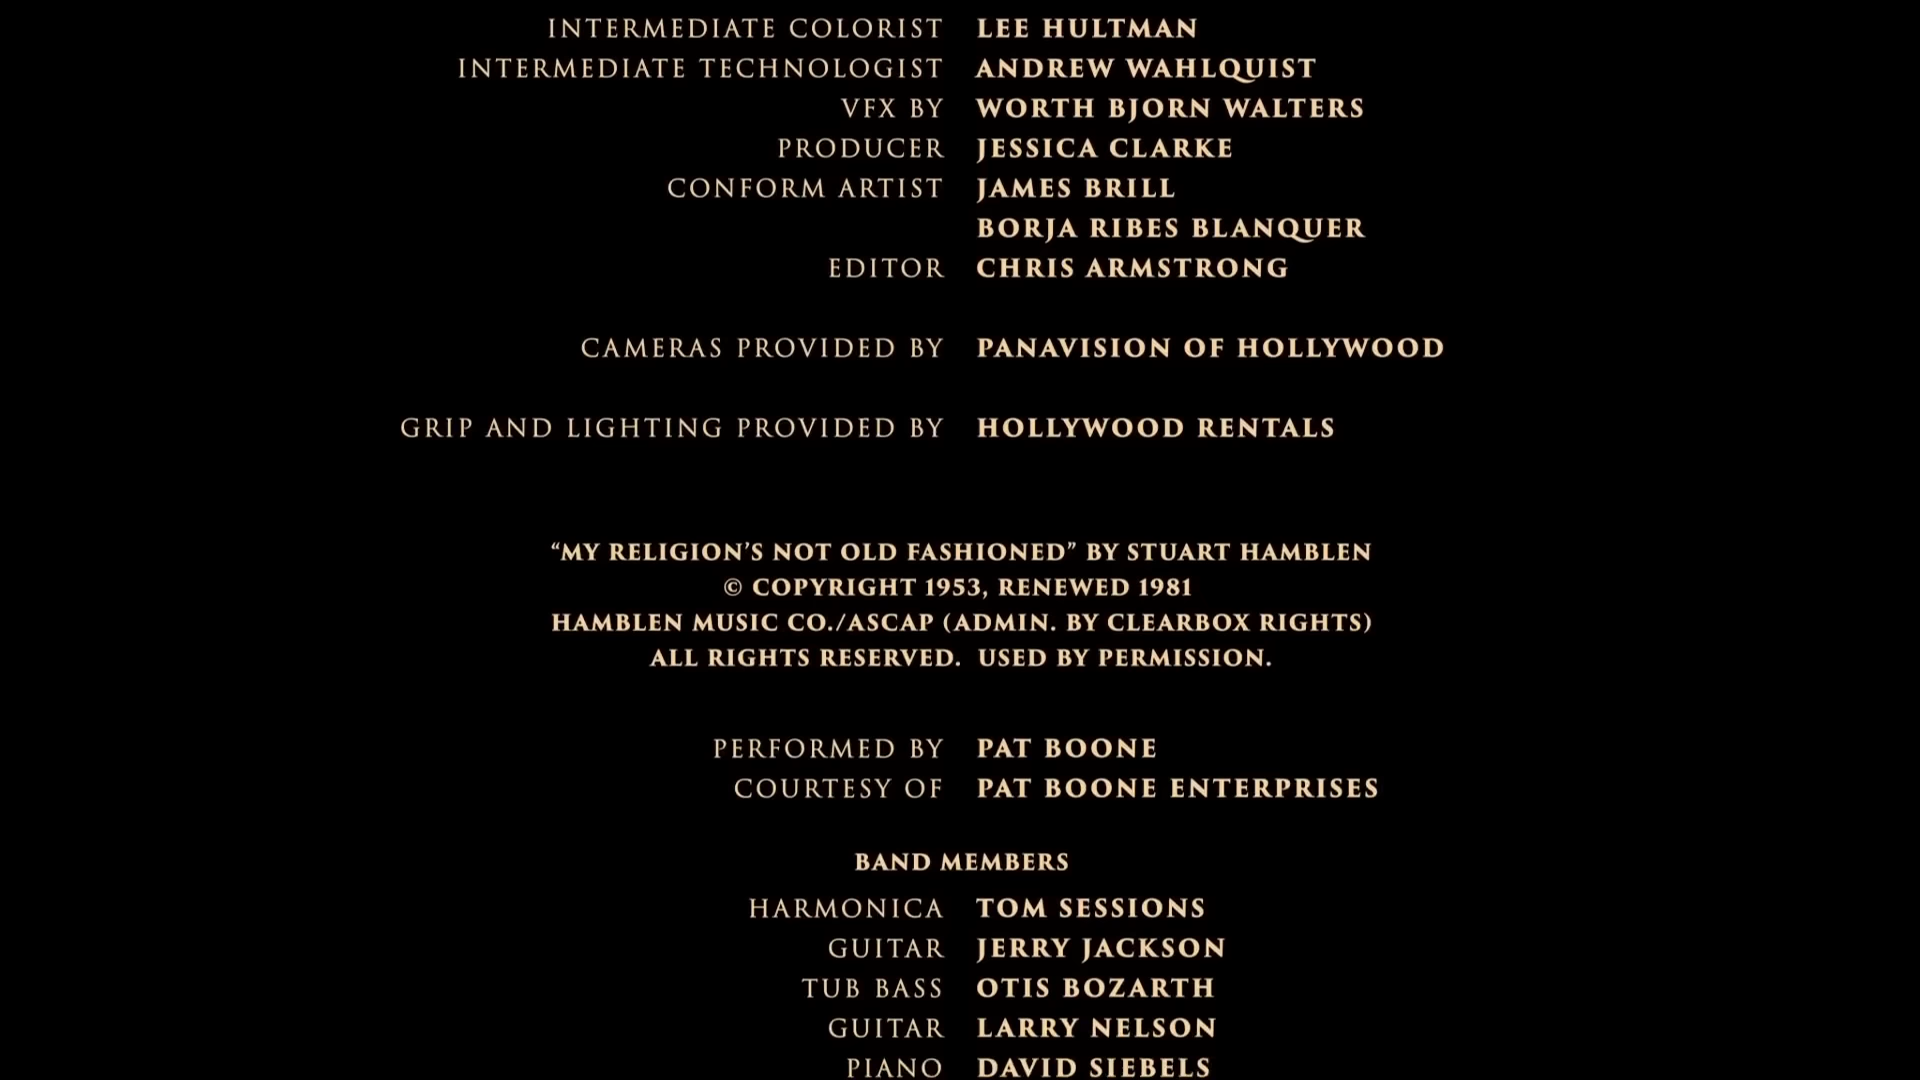 INTERMEDIATE COLORIST LEE HULTMAN
INTERMEDIATE TECHNOLOGIST ANDREW WAHLQUIST
VFX BY WORTH BJORN WALTERS
PRODUCER JESSICA CLARKE
CONFORM ARTIST JAMES BRILL
BORJA RIBES BLANQUER
EDITOR CHRIS ARMSTRONG
CAMERAS PROVIDED BY PANAVISION OF HOLLYWOOD
GRIP AND LIGHTING PROVIDED BY HOLLYWOOD RENTALS
“MY RELIGION’S NOT OLD FASHIONED” BY STUART HAMBLEN
© COPYRIGHT 1953, RENEWED 1981
HAMBLEN MUSIC CO./ASCAP (ADMIN. BY CLEARBOX RIGHTS)
ALL RIGHTS RESERVED. USED BY PERMISSION.
PERFORMED BY PAT BOONE
COURTESY OF PAT BOONE ENTERPRISES
BAND MEMBERS
HARMONICA TOM SESSIONS
GUITAR JERRY JACKSON
TUB BASS OTIS BOZARTH
GUITAR LARRY NELSON
PIANO DAVID SIEBELS